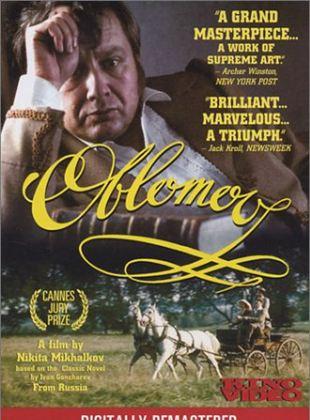 "A GRAND
MASTERPIECE...
A WORK OF
SUPREME ART."
– Archer Winston,
NEW YORK POST
"BRILLIANT...
MARVELOUS...
A TRIUMPH."
– Jack Kroll, NEWSWEEK
Oblomov
CANNES
JURY
PRIZE
A film by
Nikita Mikhalkov
based on the Classic Novel
by Ivan Goncharov
From Russia
KINO
VIDEO
DIGITALLY REMASTERED